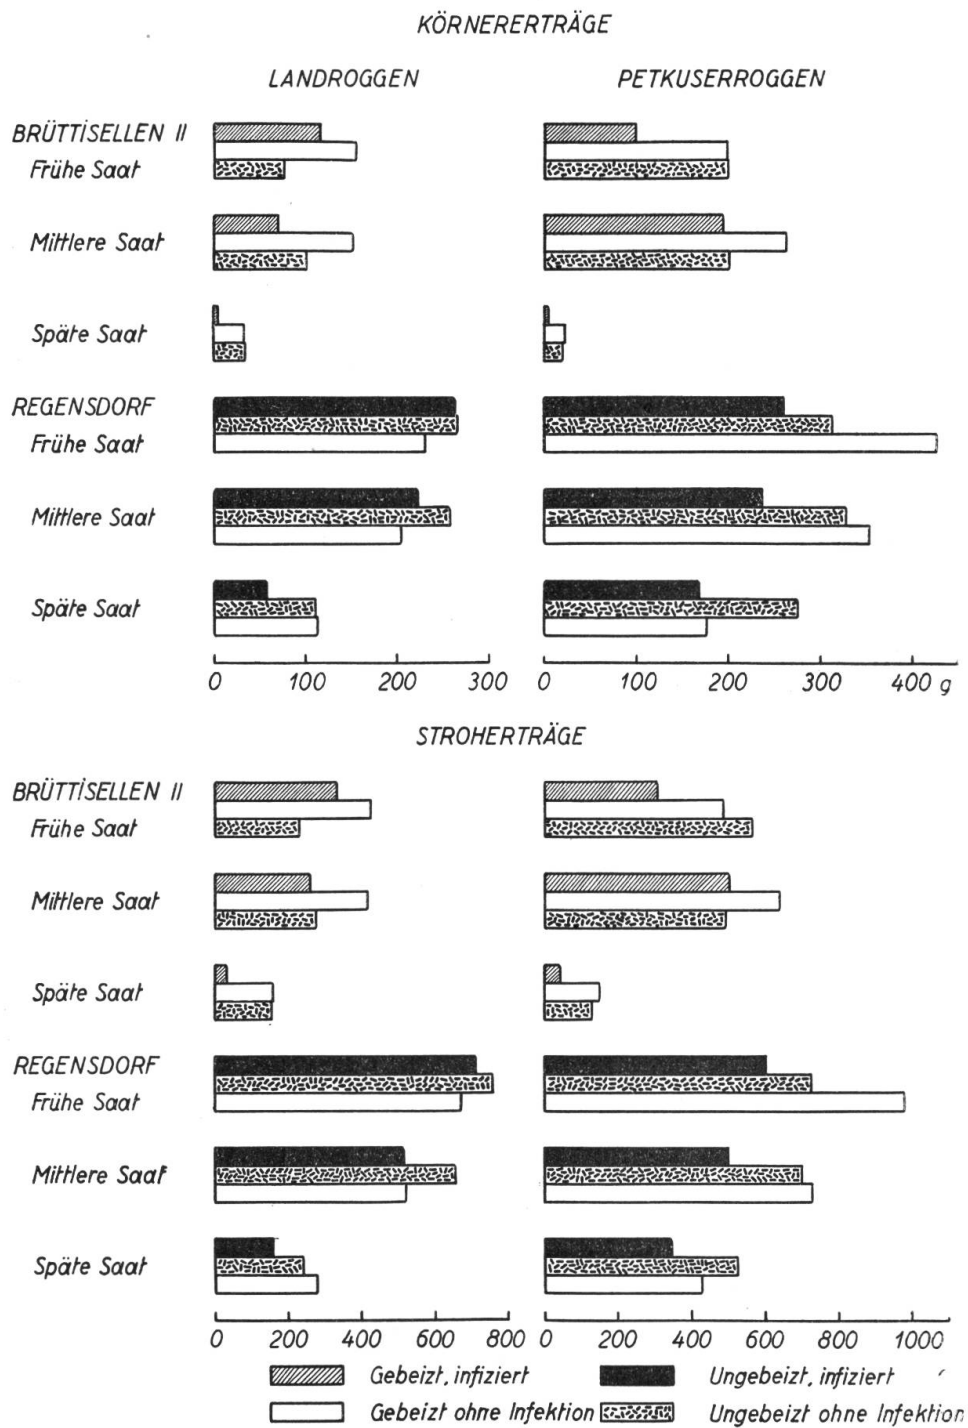 KÖRNERERTRÄGE
LANDROGGEN PETKUSERROGGEN
BRÜTTISELLEN II
Frühe Saat
Mittlere Saat
Späte Saat
REGENSDORF
Frühe Saat
Mittlere Saat
Späte Saat
0 100 200 300 0 100 200 300 400 g
STROHERTRÄGE
BRÜTTISELLEN II
Frühe Saat
Mittlere Saat
Späte Saat
REGENSDORF
Frühe Saat
Mittlere Saat
Späte Saat
0 200 400 600 800 0 200 400 600 800 1000
Gebeizt, infiziert Ungebeizt, infiziert
Gebeizt ohne Infektion Ungebeizt ohne Infektion